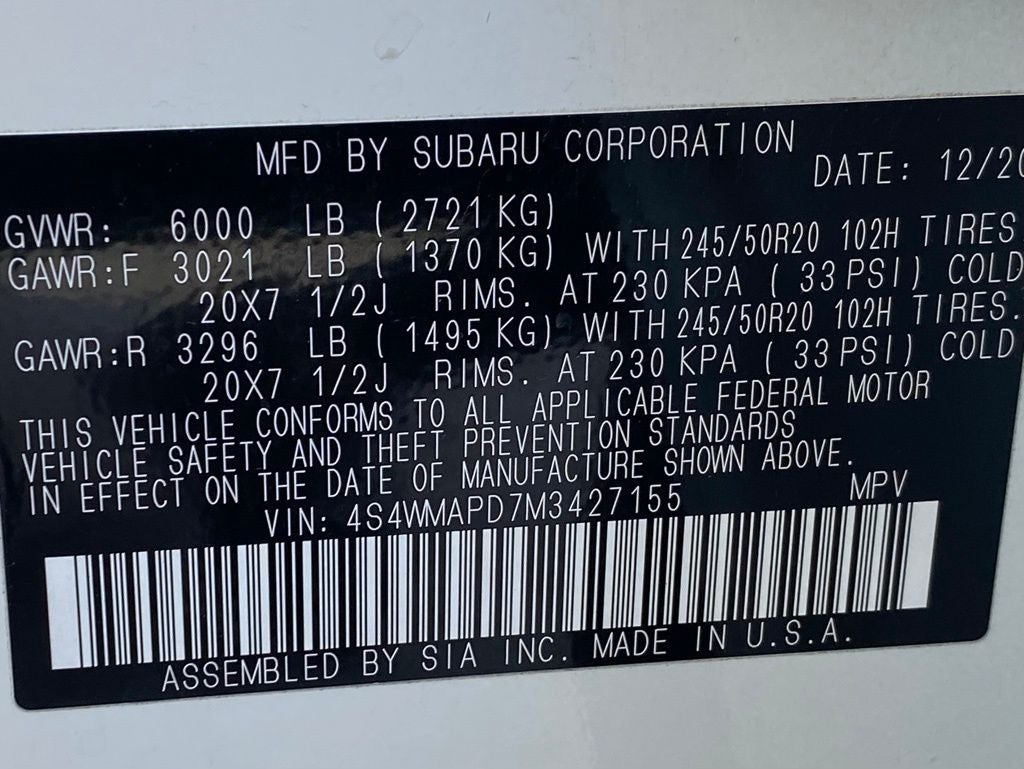 MFD BY SUBARU CORPORATION DATE: 12/20
GVWR: 6000 LB ( 2721 KG)
GAWR:F 3021 LB ( 1370 KG) WITH 245/50R20 102H TIRES
20X7 1/2J RIMS. AT 230 KPA ( 33 PSI) COLD
GAWR:R 3296 LB ( 1495 KG) WITH 245/50R20 102H TIRES.
20X7 1/2J RIMS. AT 230 KPA ( 33 PSI) COLD
THIS VEHICLE CONFORMS TO ALL APPLICABLE FEDERAL MOTOR
VEHICLE SAFETY AND THEFT PREVENTION STANDARDS
IN EFFECT ON THE DATE OF MANUFACTURE SHOWN ABOVE.
VIN: 4S4WMAPD7M3427155 MPV
ASSEMBLED BY SIA INC. MADE IN U.S.A.